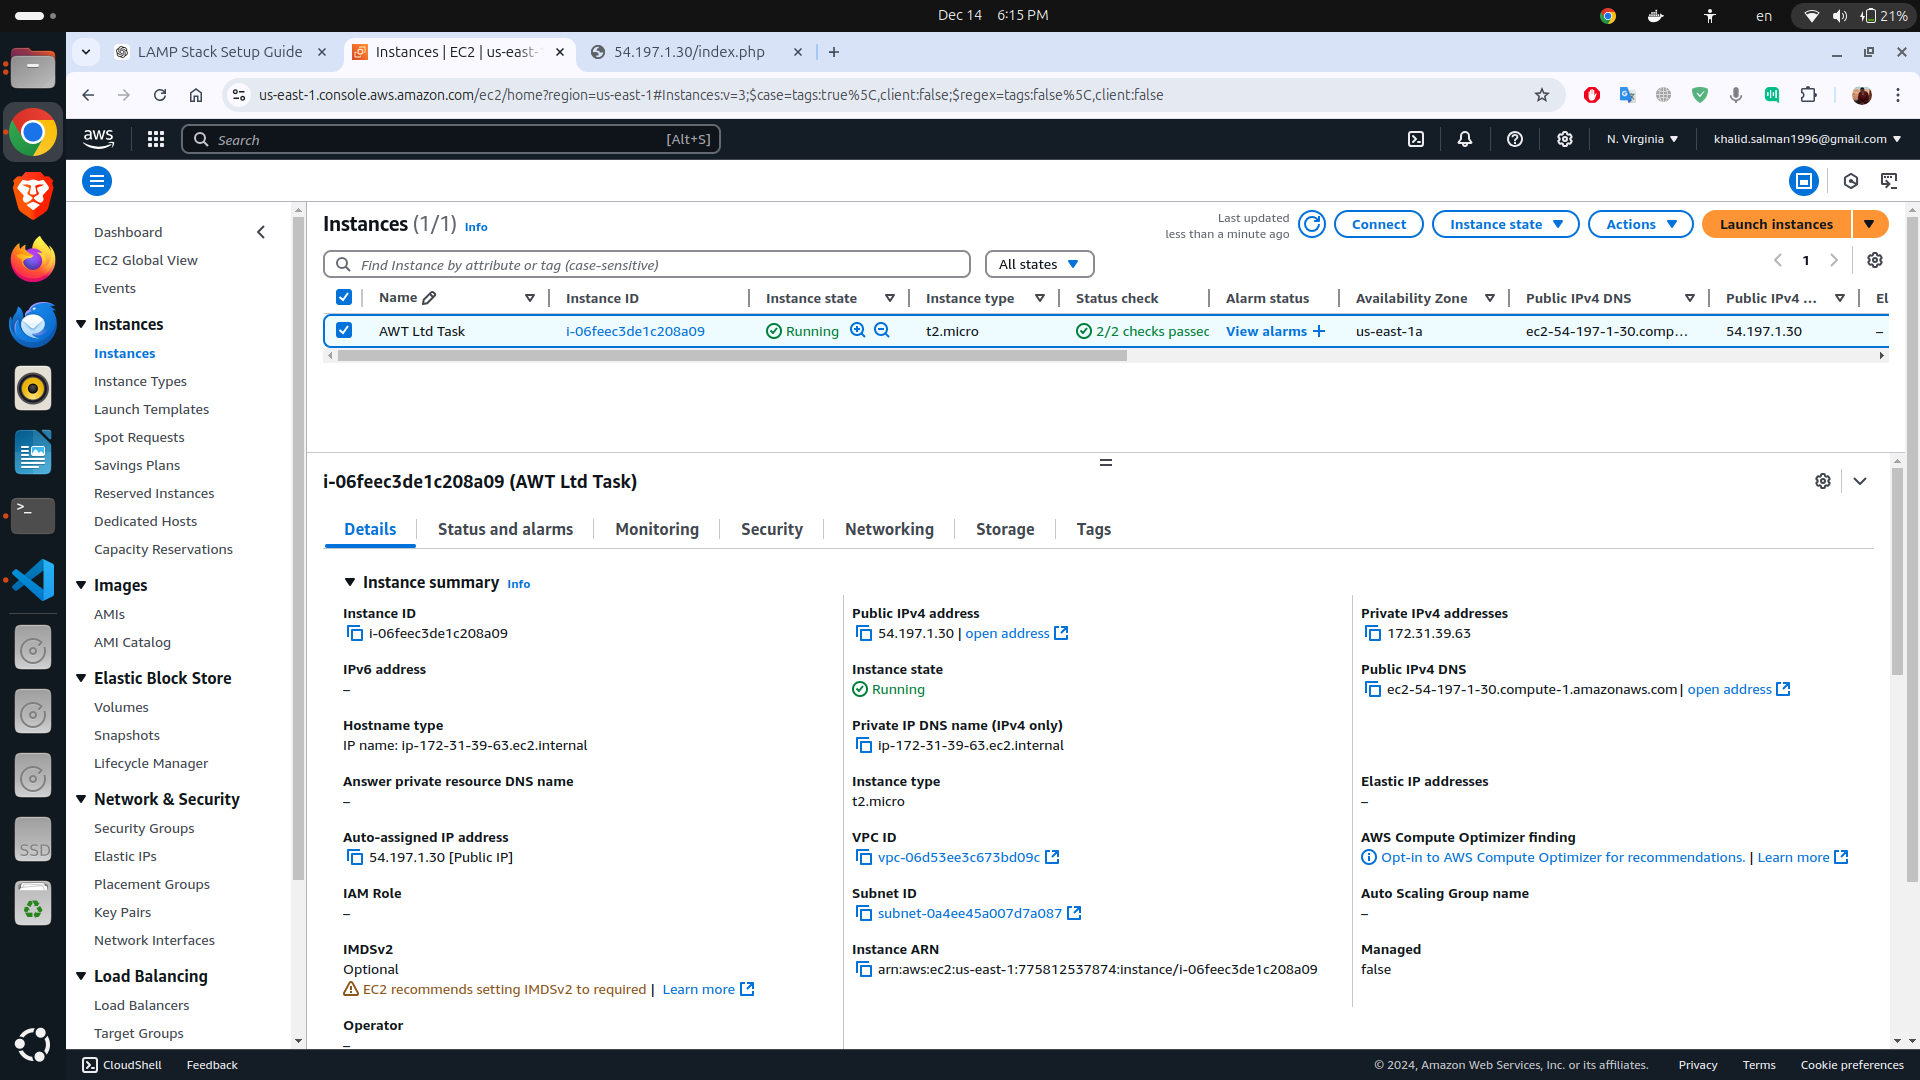 Dec 14 6:15 PM
en
21%
LAMP Stack Setup Guide
Instances | EC2 | us-east-
54.197.1.30/index.php
us-east-1.console.aws.amazon.com/ec2/home?region=us-east-1#Instances:v=3;$case=tags:true%5C,client:false;$regex=tags:false%5C,client:false
aws
Search
[Alt+S]
N. Virginia
khalid.salman1996@gmail.com
Dashboard
EC2 Global View
Events
Instances
Instances
Instance Types
Launch Templates
Spot Requests
Savings Plans
Reserved Instances
Dedicated Hosts
Capacity Reservations
Images
AMIs
AMI Catalog
Elastic Block Store
Volumes
Snapshots
Lifecycle Manager
Network & Security
Security Groups
Elastic IPs
Placement Groups
Key Pairs
Network Interfaces
Load Balancing
Load Balancers
Target Groups
SSD
Instances (1/1) Info
Last updated
less than a minute ago
Connect
Instance state
Actions
Launch instances
Find Instance by attribute or tag (case-sensitive)
All states
1
Name Instance ID Instance state Instance type Status check Alarm status Availability Zone Public IPv4 DNS Public IPv4 ... El
AWT Ltd Task i-06feec3de1c208a09 Running t2.micro 2/2 checks passec View alarms + us-east-1a ec2-54-197-1-30.comp... 54.197.1.30 –
i-06feec3de1c208a09 (AWT Ltd Task)
Details Status and alarms Monitoring Security Networking Storage Tags
Instance summary Info
Instance ID
i-06feec3de1c208a09
Public IPv4 address
54.197.1.30 | open address
Private IPv4 addresses
172.31.39.63
IPv6 address
–
Instance state
Running
Public IPv4 DNS
ec2-54-197-1-30.compute-1.amazonaws.com | open address
Hostname type
IP name: ip-172-31-39-63.ec2.internal
Private IP DNS name (IPv4 only)
ip-172-31-39-63.ec2.internal
Answer private resource DNS name
–
Instance type
t2.micro
Elastic IP addresses
–
Auto-assigned IP address
54.197.1.30 [Public IP]
VPC ID
vpc-06d53ee3c673bd09c
AWS Compute Optimizer finding
Opt-in to AWS Compute Optimizer for recommendations. | Learn more
IAM Role
–
Subnet ID
subnet-0a4ee45a007d7a087
Auto Scaling Group name
–
IMDSv2
Optional
EC2 recommends setting IMDSv2 to required | Learn more
Instance ARN
arn:aws:ec2:us-east-1:775812537874:instance/i-06feec3de1c208a09
Managed
false
Operator
–
CloudShell Feedback
© 2024, Amazon Web Services, Inc. or its affiliates. Privacy Terms Cookie preferences